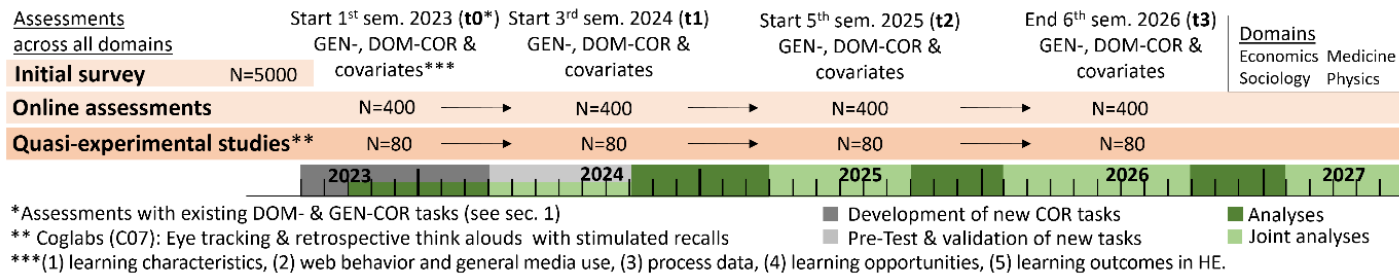 Assessments
across all domains
Start 1st sem. 2023 (t0*)
GEN-, DOM-COR &
covariates***
Start 3rd sem. 2024 (t1)
GEN-, DOM-COR &
covariates
Start 5th sem. 2025 (t2)
GEN-, DOM-COR &
covariates
End 6th sem. 2026 (t3)
GEN-, DOM-COR &
covariates
Domains
Economics Medicine
Sociology Physics
Initial survey N=5000
Online assessments N=400 N=400 N=400 N=400
Quasi-experimental studies** N=80 N=80 N=80 N=80
2023 2024 2025 2026 2027
*Assessments with existing DOM- & GEN-COR tasks (see sec. 1)
** Coglabs (C07): Eye tracking & retrospective think alouds with stimulated recalls
***(1) learning characteristics, (2) web behavior and general media use, (3) process data, (4) learning opportunities, (5) learning outcomes in HE.
Development of new COR tasks
Pre-Test & validation of new tasks
Analyses
Joint analyses